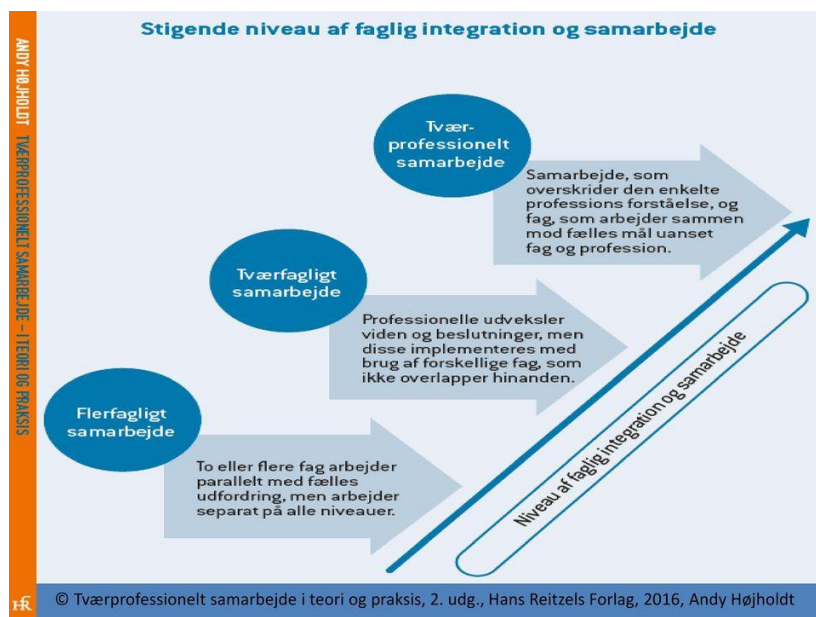 Stigende niveau af faglig integration og samarbejde
ANDY HØJHOLDT TVÆRPROFESSIONELT SAMARBEJDE – I TEORI OG PRAKSIS
Tvær-
professionelt
samarbejde
Samarbejde, som
overskrider den enkelte
professions forståelse, og
fag, som arbejder sammen
mod fælles mål uanset
fag og profession.
Tværfagligt
samarbejde
Professionelle udveksler
viden og beslutninger, men
disse implementeres med
brug af forskellige fag, som
ikke overlapper hinanden.
Flerfagligt
samarbejde
To eller flere fag arbejder
parallelt med fælles
udfordring, men arbejder
separat på alle niveauer.
Niveau af faglig integration og samarbejde
HR
© Tværprofessionelt samarbejde i teori og praksis, 2. udg., Hans Reitzels Forlag, 2016, Andy Højholdt